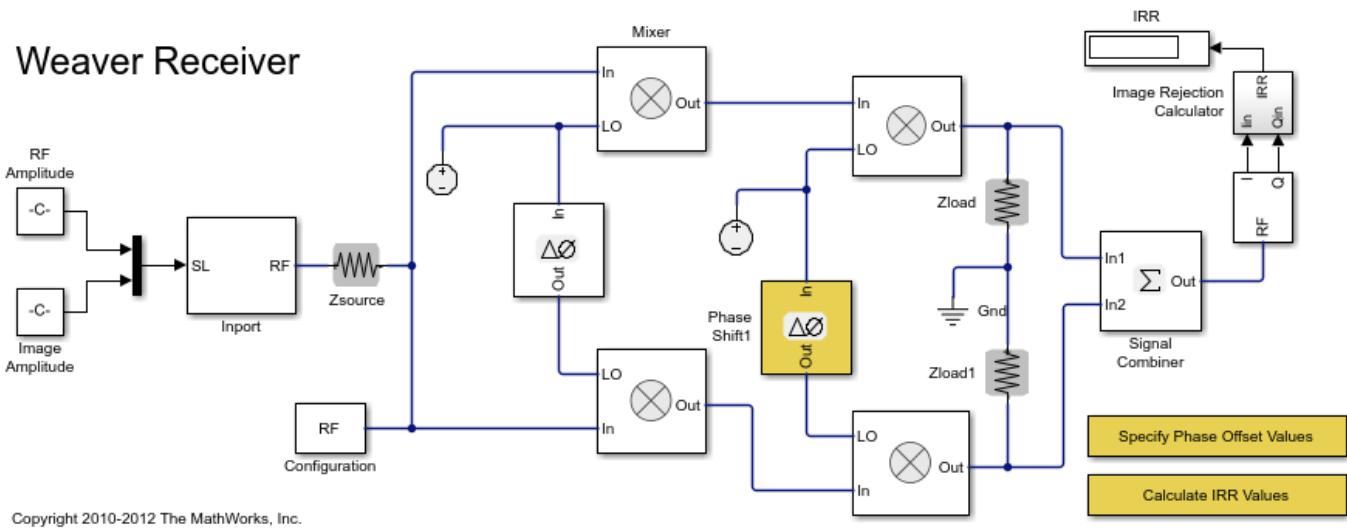 Weaver Receiver
RF
Amplitude
-C-
-C-
Image
Amplitude
SL
RF
Inport
Zsource
RF
Configuration
Mixer
In
LO
Out
In
ΔØ
Out
LO
In
Out
In
LO
Out
In
ΔØ
Out
Phase
Shift1
LO
In
Out
Zload
Gnd
Zload1
In1
In2
Σ
Out
Signal
Combiner
IRR
Image Rejection
Calculator
IRR
Iin
Qin
I
Q
RF
Specify Phase Offset Values
Calculate IRR Values
Copyright 2010-2012 The MathWorks, Inc.